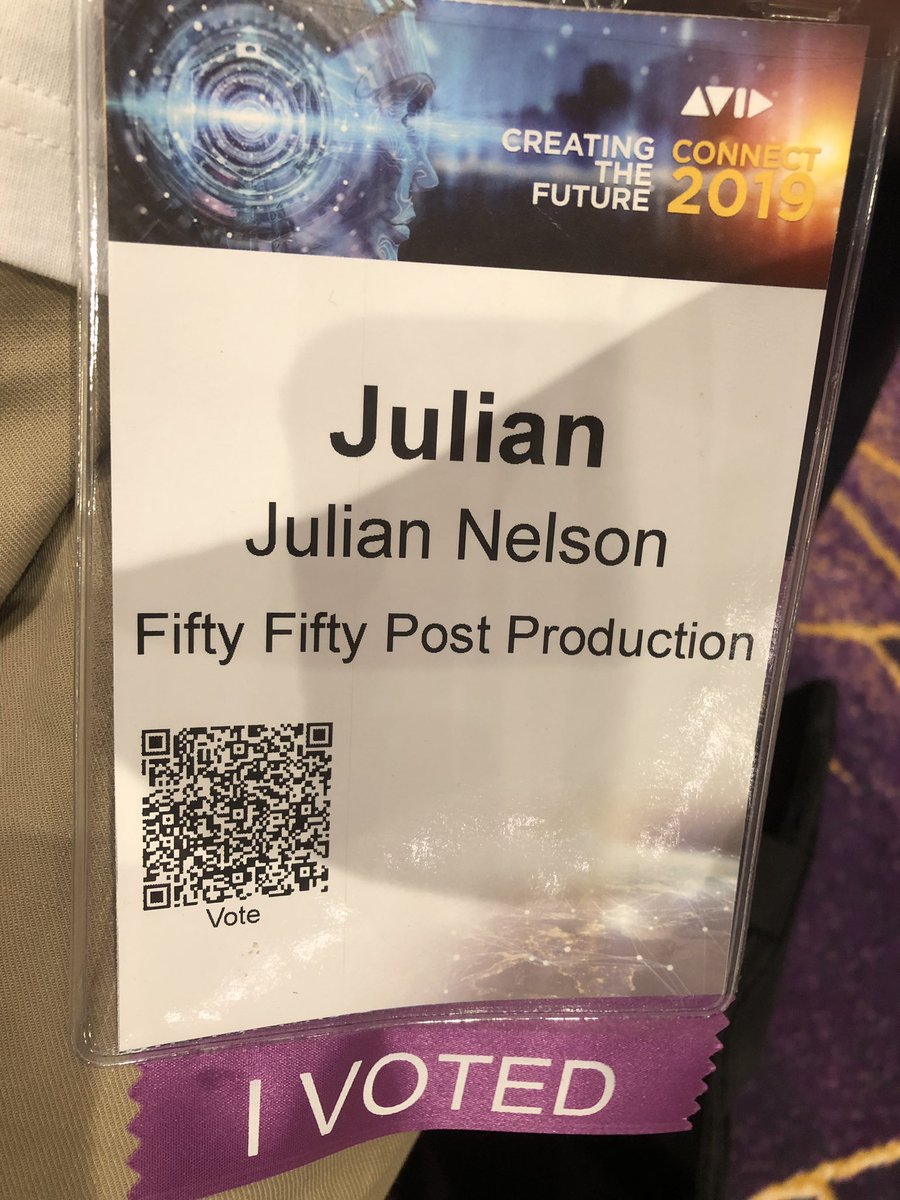 AVID
CREATING
THE
FUTURE
CONNECT
2019
Julian
Julian Nelson
Fifty Fifty Post Production
Vote
I VOTED